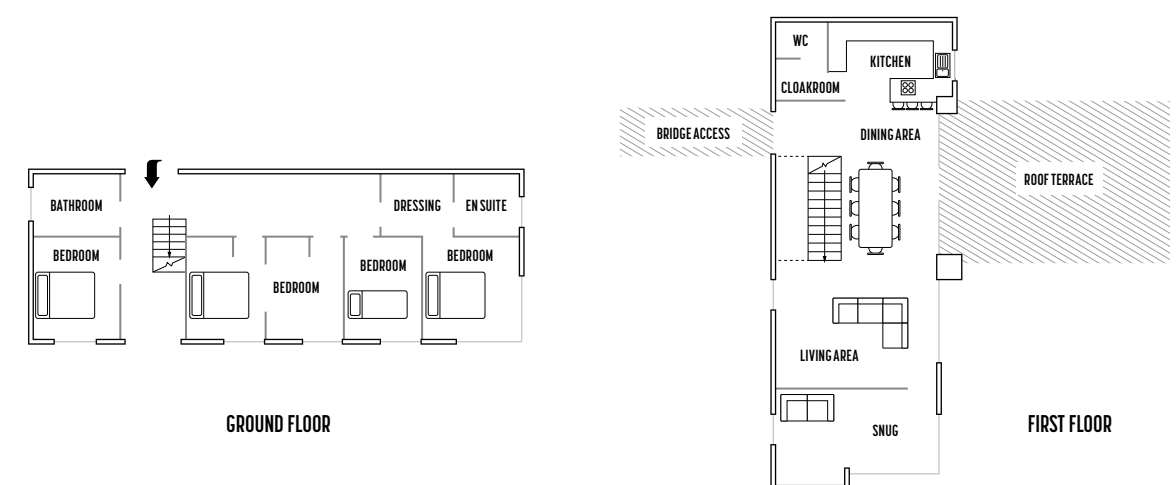 BATHROOM
DRESSING
EN SUITE
BEDROOM
BEDROOM
BEDROOM
BEDROOM
GROUND FLOOR
WC
KITCHEN
CLOAKROOM
BRIDGE ACCESS
DINING AREA
ROOF TERRACE
LIVING AREA
SNUG
FIRST FLOOR